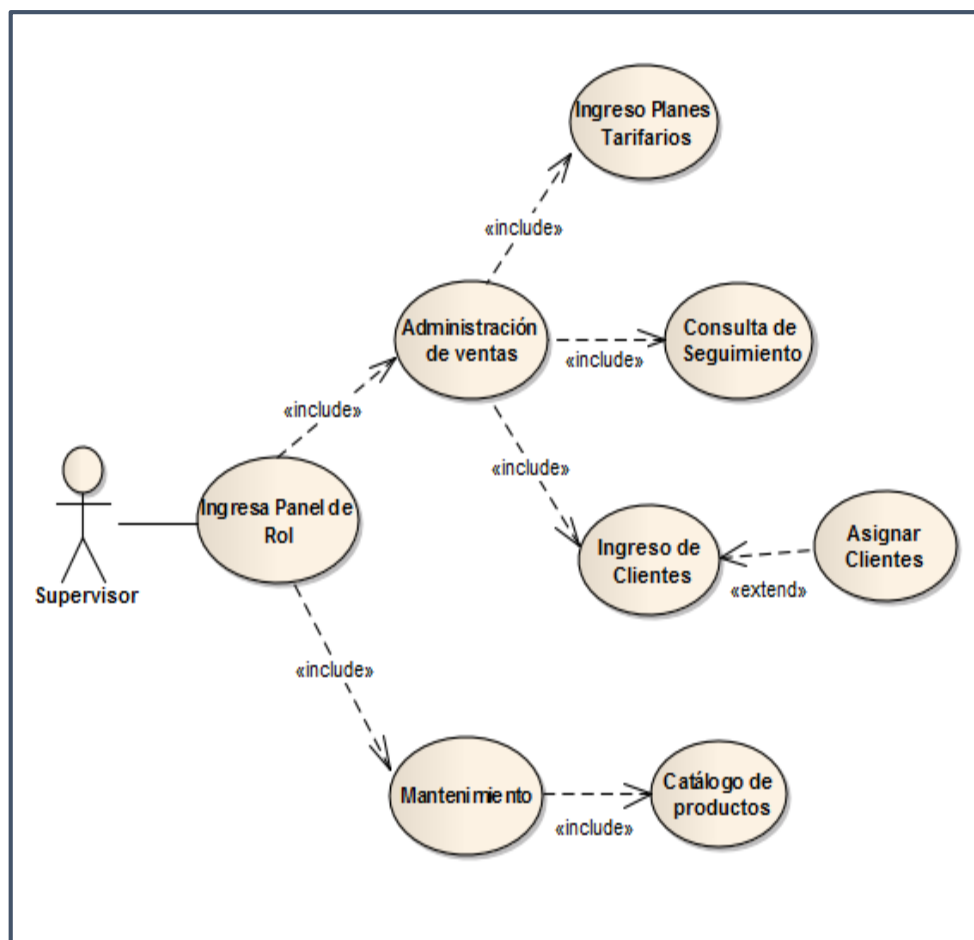 Ingreso Planes
Tarifarios
«include»
Administración
de ventas
Consulta de
Seguimiento
«include»
«include»
«include»
Ingresa Panel de
Rol
Ingreso de
Clientes
Asignar
Clientes
«extend»
Supervisor
«include»
Mantenimiento
Catálogo de
productos
«include»